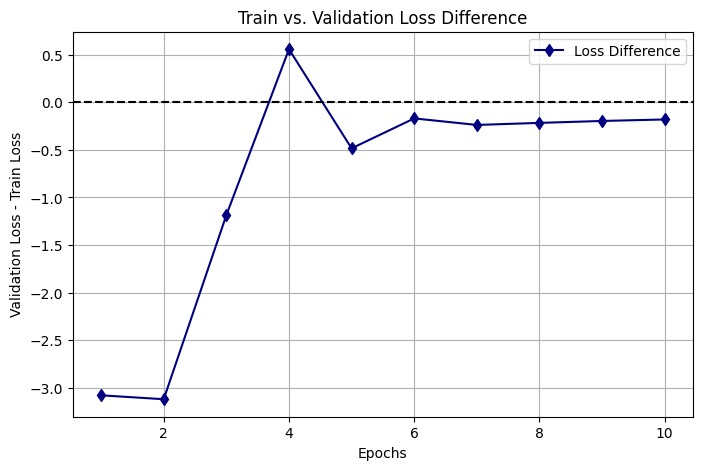 Train vs. Validation Loss Difference
Loss Difference
Validation Loss - Train Loss
0.5
0.0
−0.5
−1.0
−1.5
−2.0
−2.5
−3.0
2 4 6 8 10
Epochs